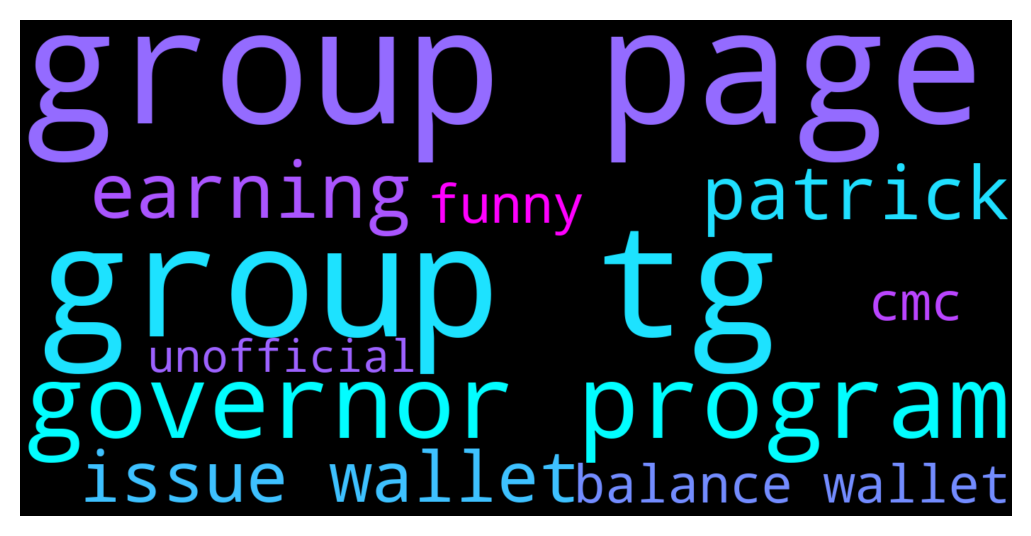 group page
earning
funny
patrick
group tg
cmc
unofficial
governor program
issue wallet
balance wallet